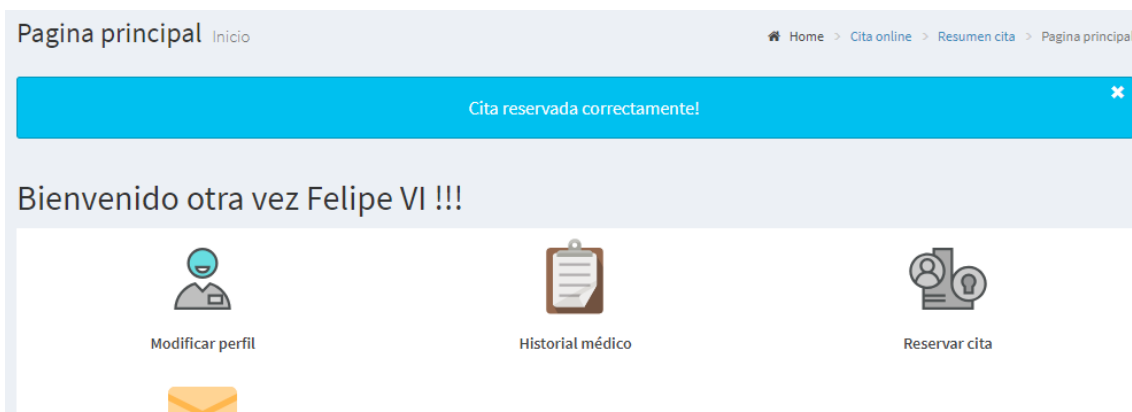 Pagina principal Inicio
Home > Cita online > Resumen cita > Pagina principal
Cita reservada correctamente!
Bienvenido otra vez Felipe VI !!!
Modificar perfil
Historial médico
Reservar cita